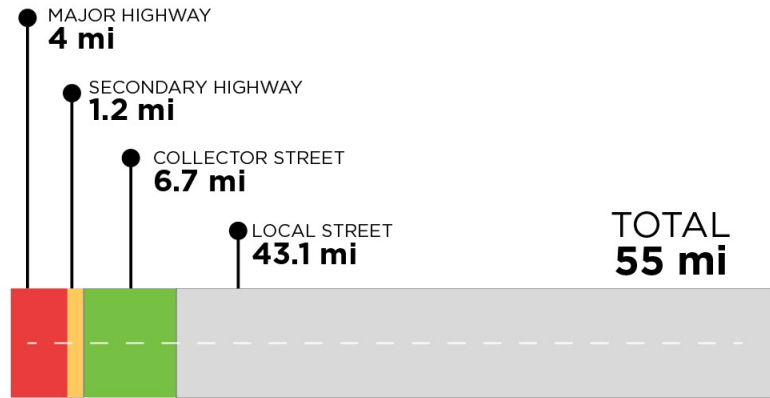 MAJOR HIGHWAY
4 mi
SECONDARY HIGHWAY
1.2 mi
COLLECTOR STREET
6.7 mi
LOCAL STREET
43.1 mi
TOTAL
55 mi